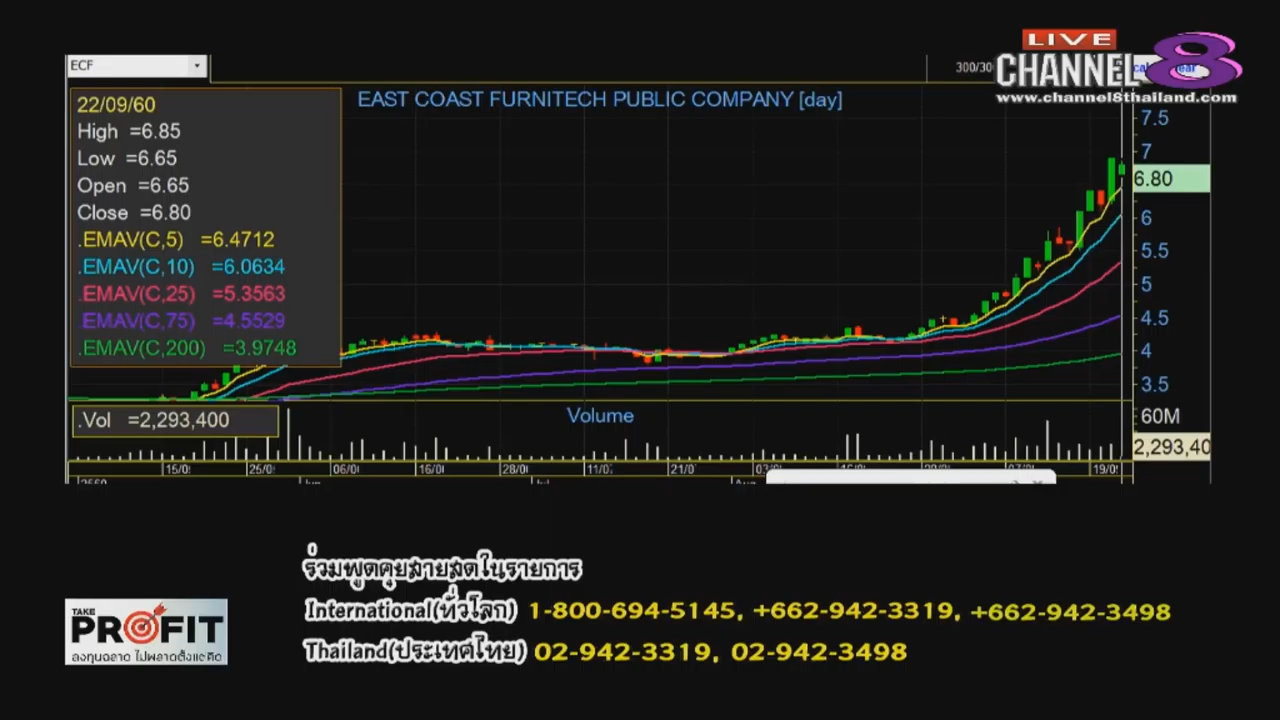 ECF
300/30
LIVE
CHANNEL 8
www.channel8thailand.com
22/09/60
High =6.85
Low =6.65
Open =6.65
Close =6.80
.EMAV(C,5) =6.4712
.EMAV(C,10) =6.0634
.EMAV(C,25) =5.3563
.EMAV(C,75) =4.5529
.EMAV(C,200) =3.9748
EAST COAST FURNITECH PUBLIC COMPANY [day]
7.5
7
6.80
6
5.5
5
4.5
4
3.5
.Vol =2,293,400
Volume
60M
2,293,40
15/0 25/0 06/0 16/0 28/0 11/0 21/0 19/0
ร่วมพูดคุยสายสดในรายการ
International(ทั่วโลก) 1-800-694-5145, +662-942-3319, +662-942-3498
Thailand(ประเทศไทย) 02-942-3319, 02-942-3498
TAKE
PROFIT
ลงทุนฉลาด ไม่พลาดตั้งแต่คิด